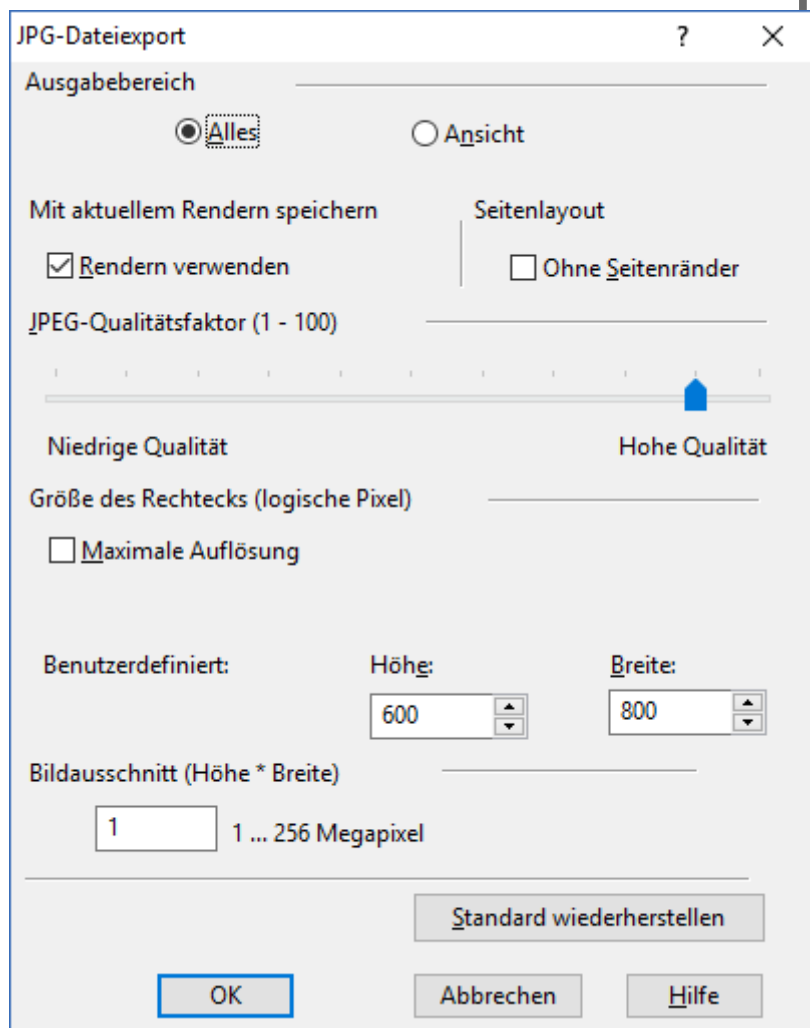 JPG-Dateiexport ?
Ausgabebereich
Alles Ansicht
Mit aktuellem Rendern speichern Seitenlayout
Rendern verwenden Ohne Seitenränder
JPEG-Qualitätsfaktor (1 - 100)
Niedrige Qualität Hohe Qualität
Größe des Rechtecks (logische Pixel)
Maximale Auflösung
Benutzerdefiniert: Höhe: Breite:
600 800
Bildausschnitt (Höhe * Breite)
1 1 ... 256 Megapixel
Standard wiederherstellen
OK Abbrechen Hilfe